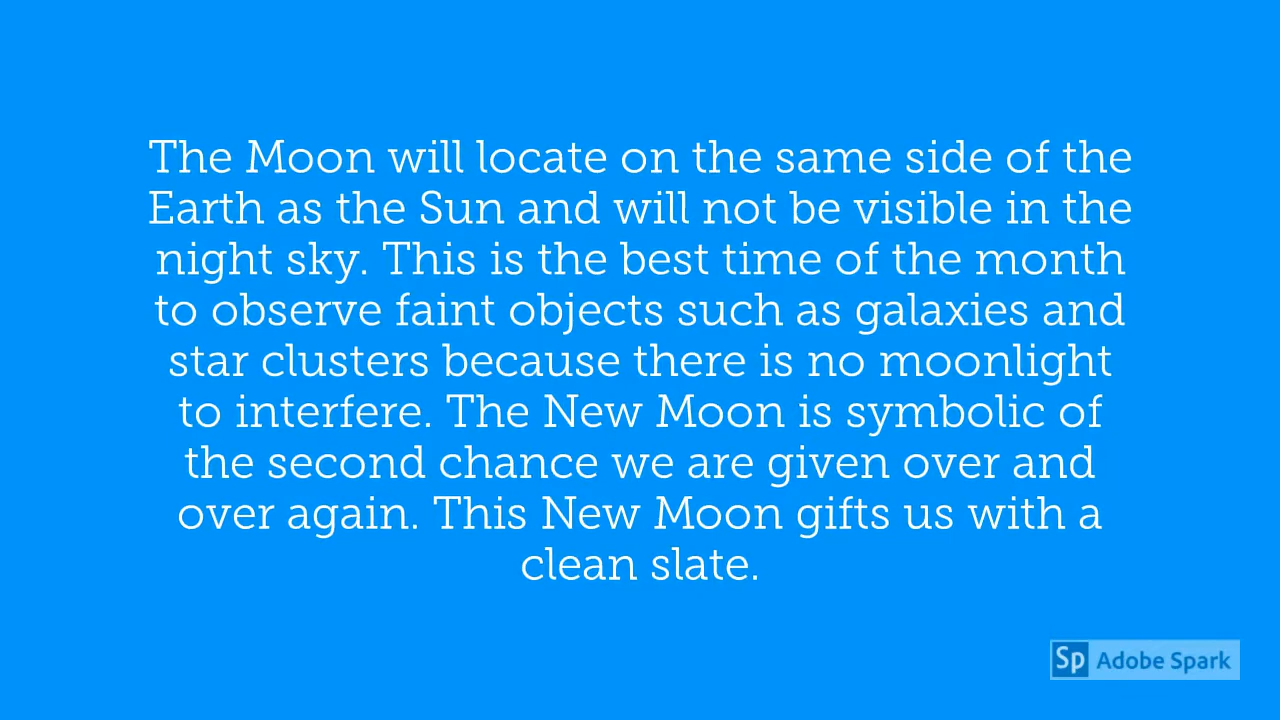 The Moon will locate on the same side of the
Earth as the Sun and will not be visible in the
night sky. This is the best time of the month
to observe faint objects such as galaxies and
star clusters because there is no moonlight
to interfere. The New Moon is symbolic of
the second chance we are given over and
over again. This New Moon gifts us with a
clean slate.
Sp Adobe Spark